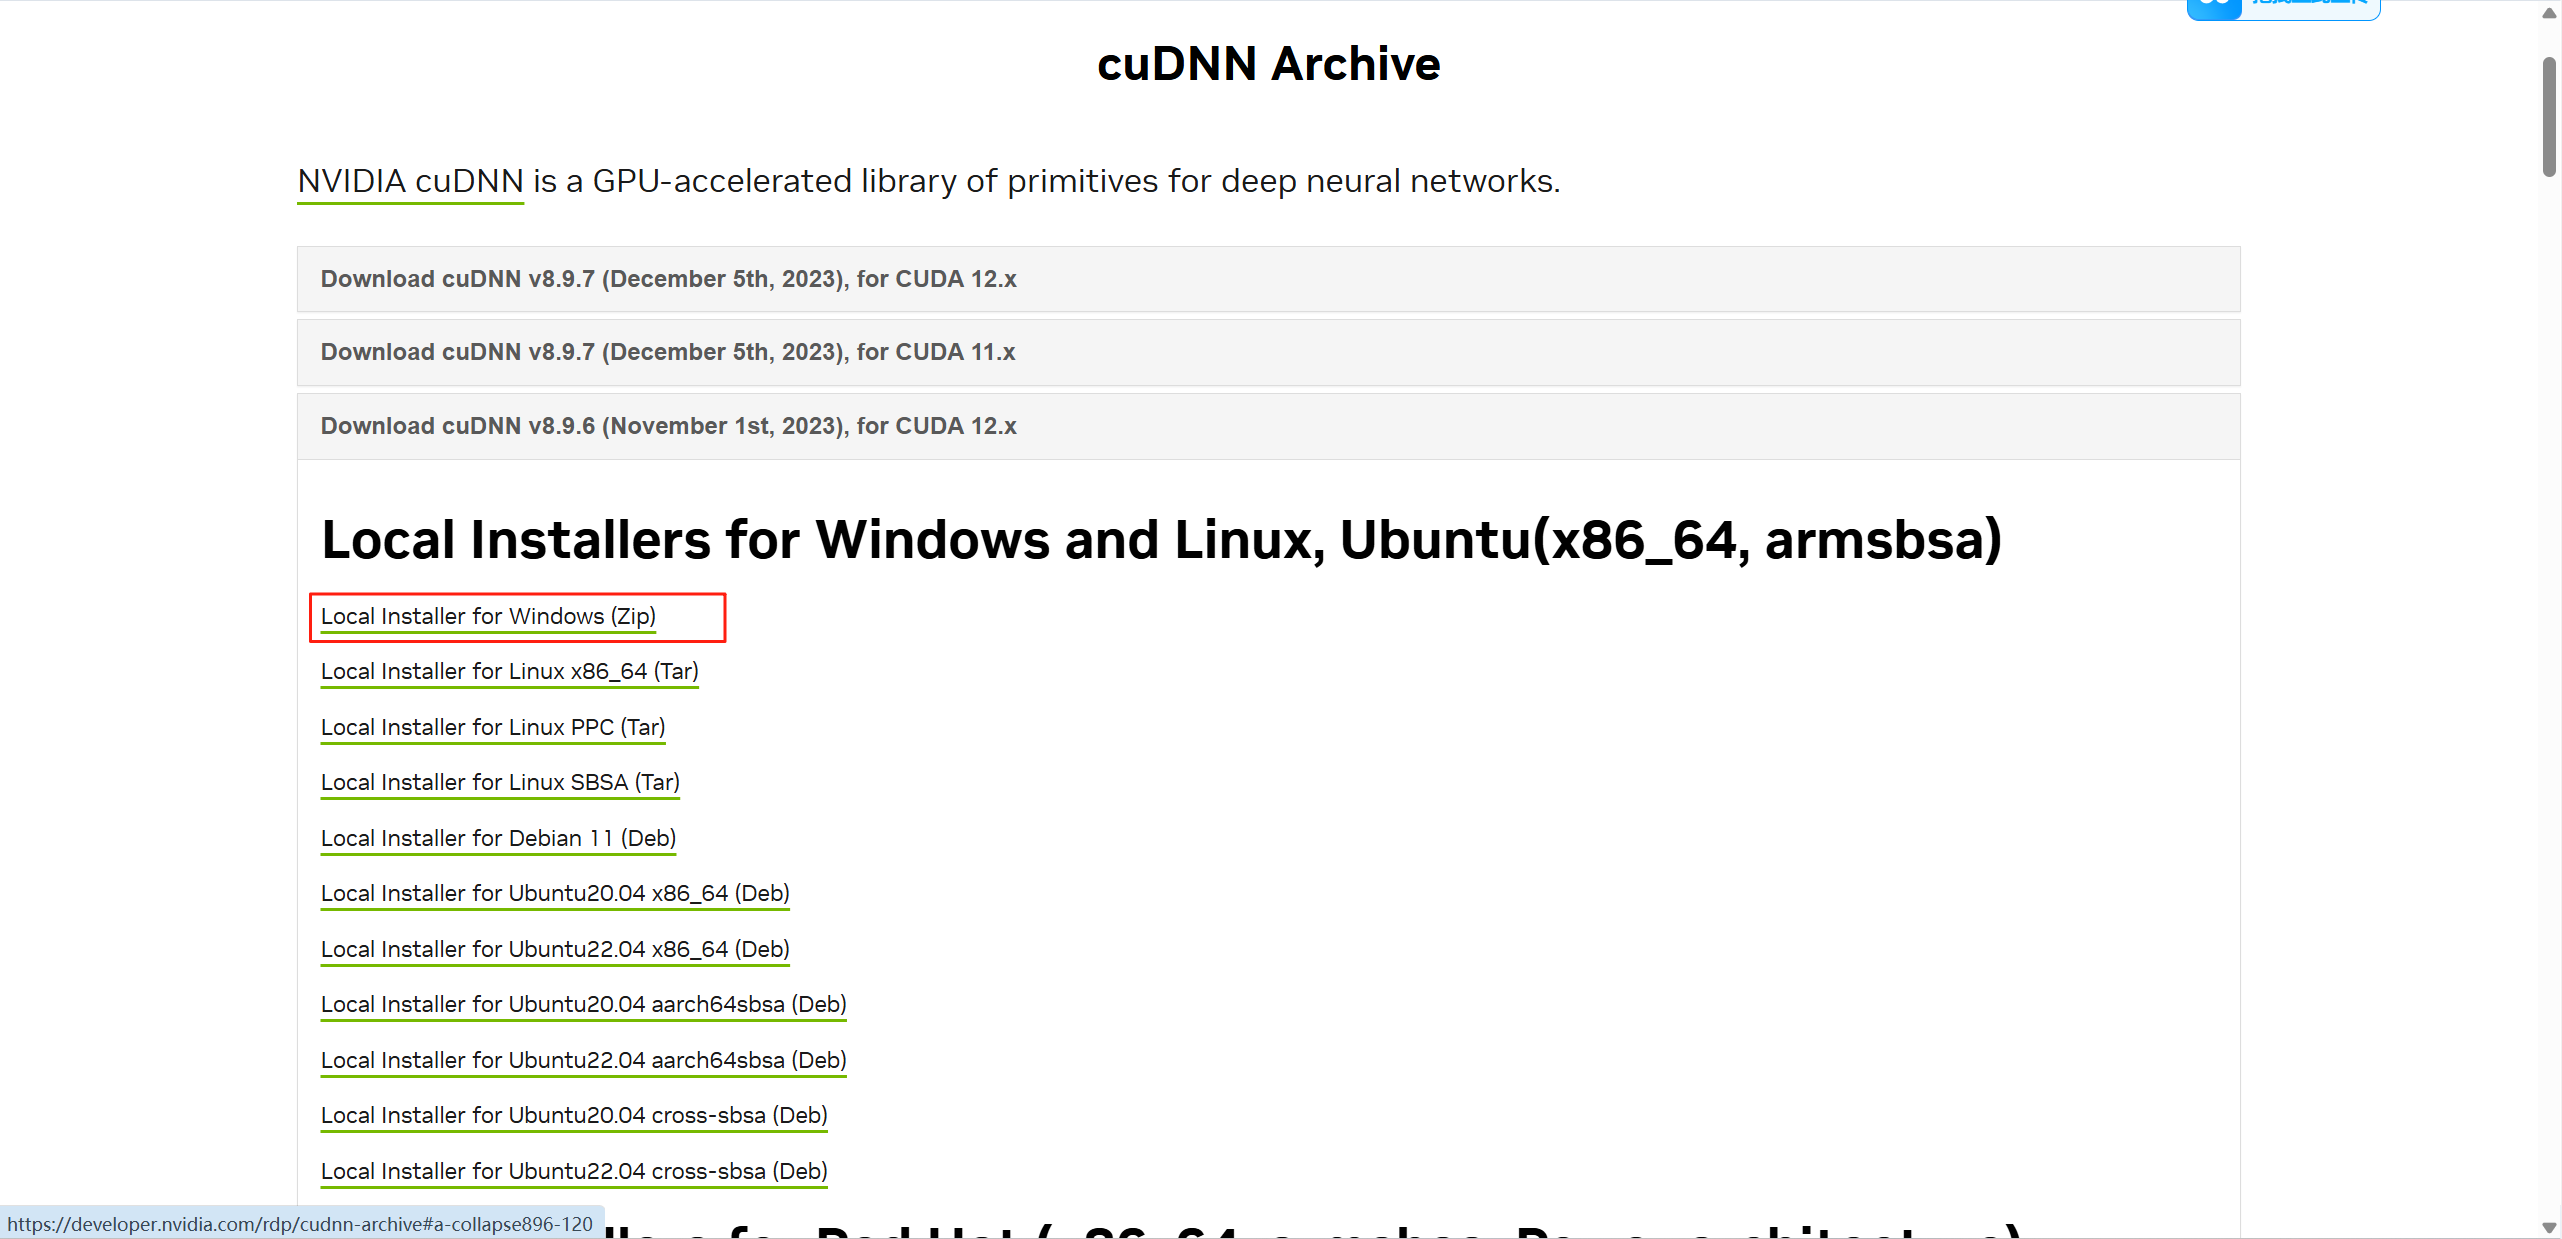 cuDNN Archive
NVIDIA cuDNN is a GPU-accelerated library of primitives for deep neural networks.
Download cuDNN v8.9.7 (December 5th, 2023), for CUDA 12.x
Download cuDNN v8.9.7 (December 5th, 2023), for CUDA 11.x
Download cuDNN v8.9.6 (November 1st, 2023), for CUDA 12.x
Local Installers for Windows and Linux, Ubuntu(x86_64, armsbsa)
Local Installer for Windows (Zip)
Local Installer for Linux x86_64 (Tar)
Local Installer for Linux PPC (Tar)
Local Installer for Linux SBSA (Tar)
Local Installer for Debian 11 (Deb)
Local Installer for Ubuntu20.04 x86_64 (Deb)
Local Installer for Ubuntu22.04 x86_64 (Deb)
Local Installer for Ubuntu20.04 aarch64sbsa (Deb)
Local Installer for Ubuntu22.04 aarch64sbsa (Deb)
Local Installer for Ubuntu20.04 cross-sbsa (Deb)
Local Installer for Ubuntu22.04 cross-sbsa (Deb)
https://developer.nvidia.com/rdp/cudnn-archive#a-collapse896-120